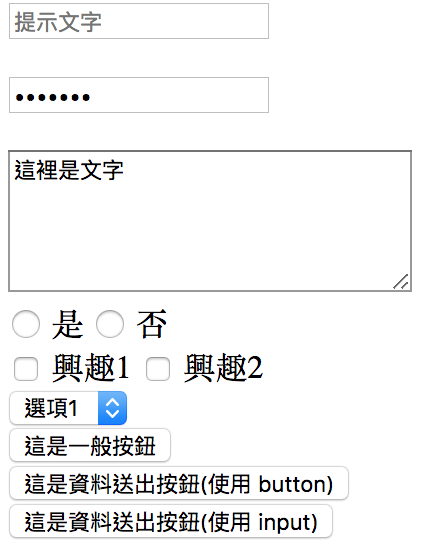 提示文字
•••••••
這裡是文字
是 否
興趣1 興趣2
選項1
這是一般按鈕
這是資料送出按鈕(使用 button)
這是資料送出按鈕(使用 input)